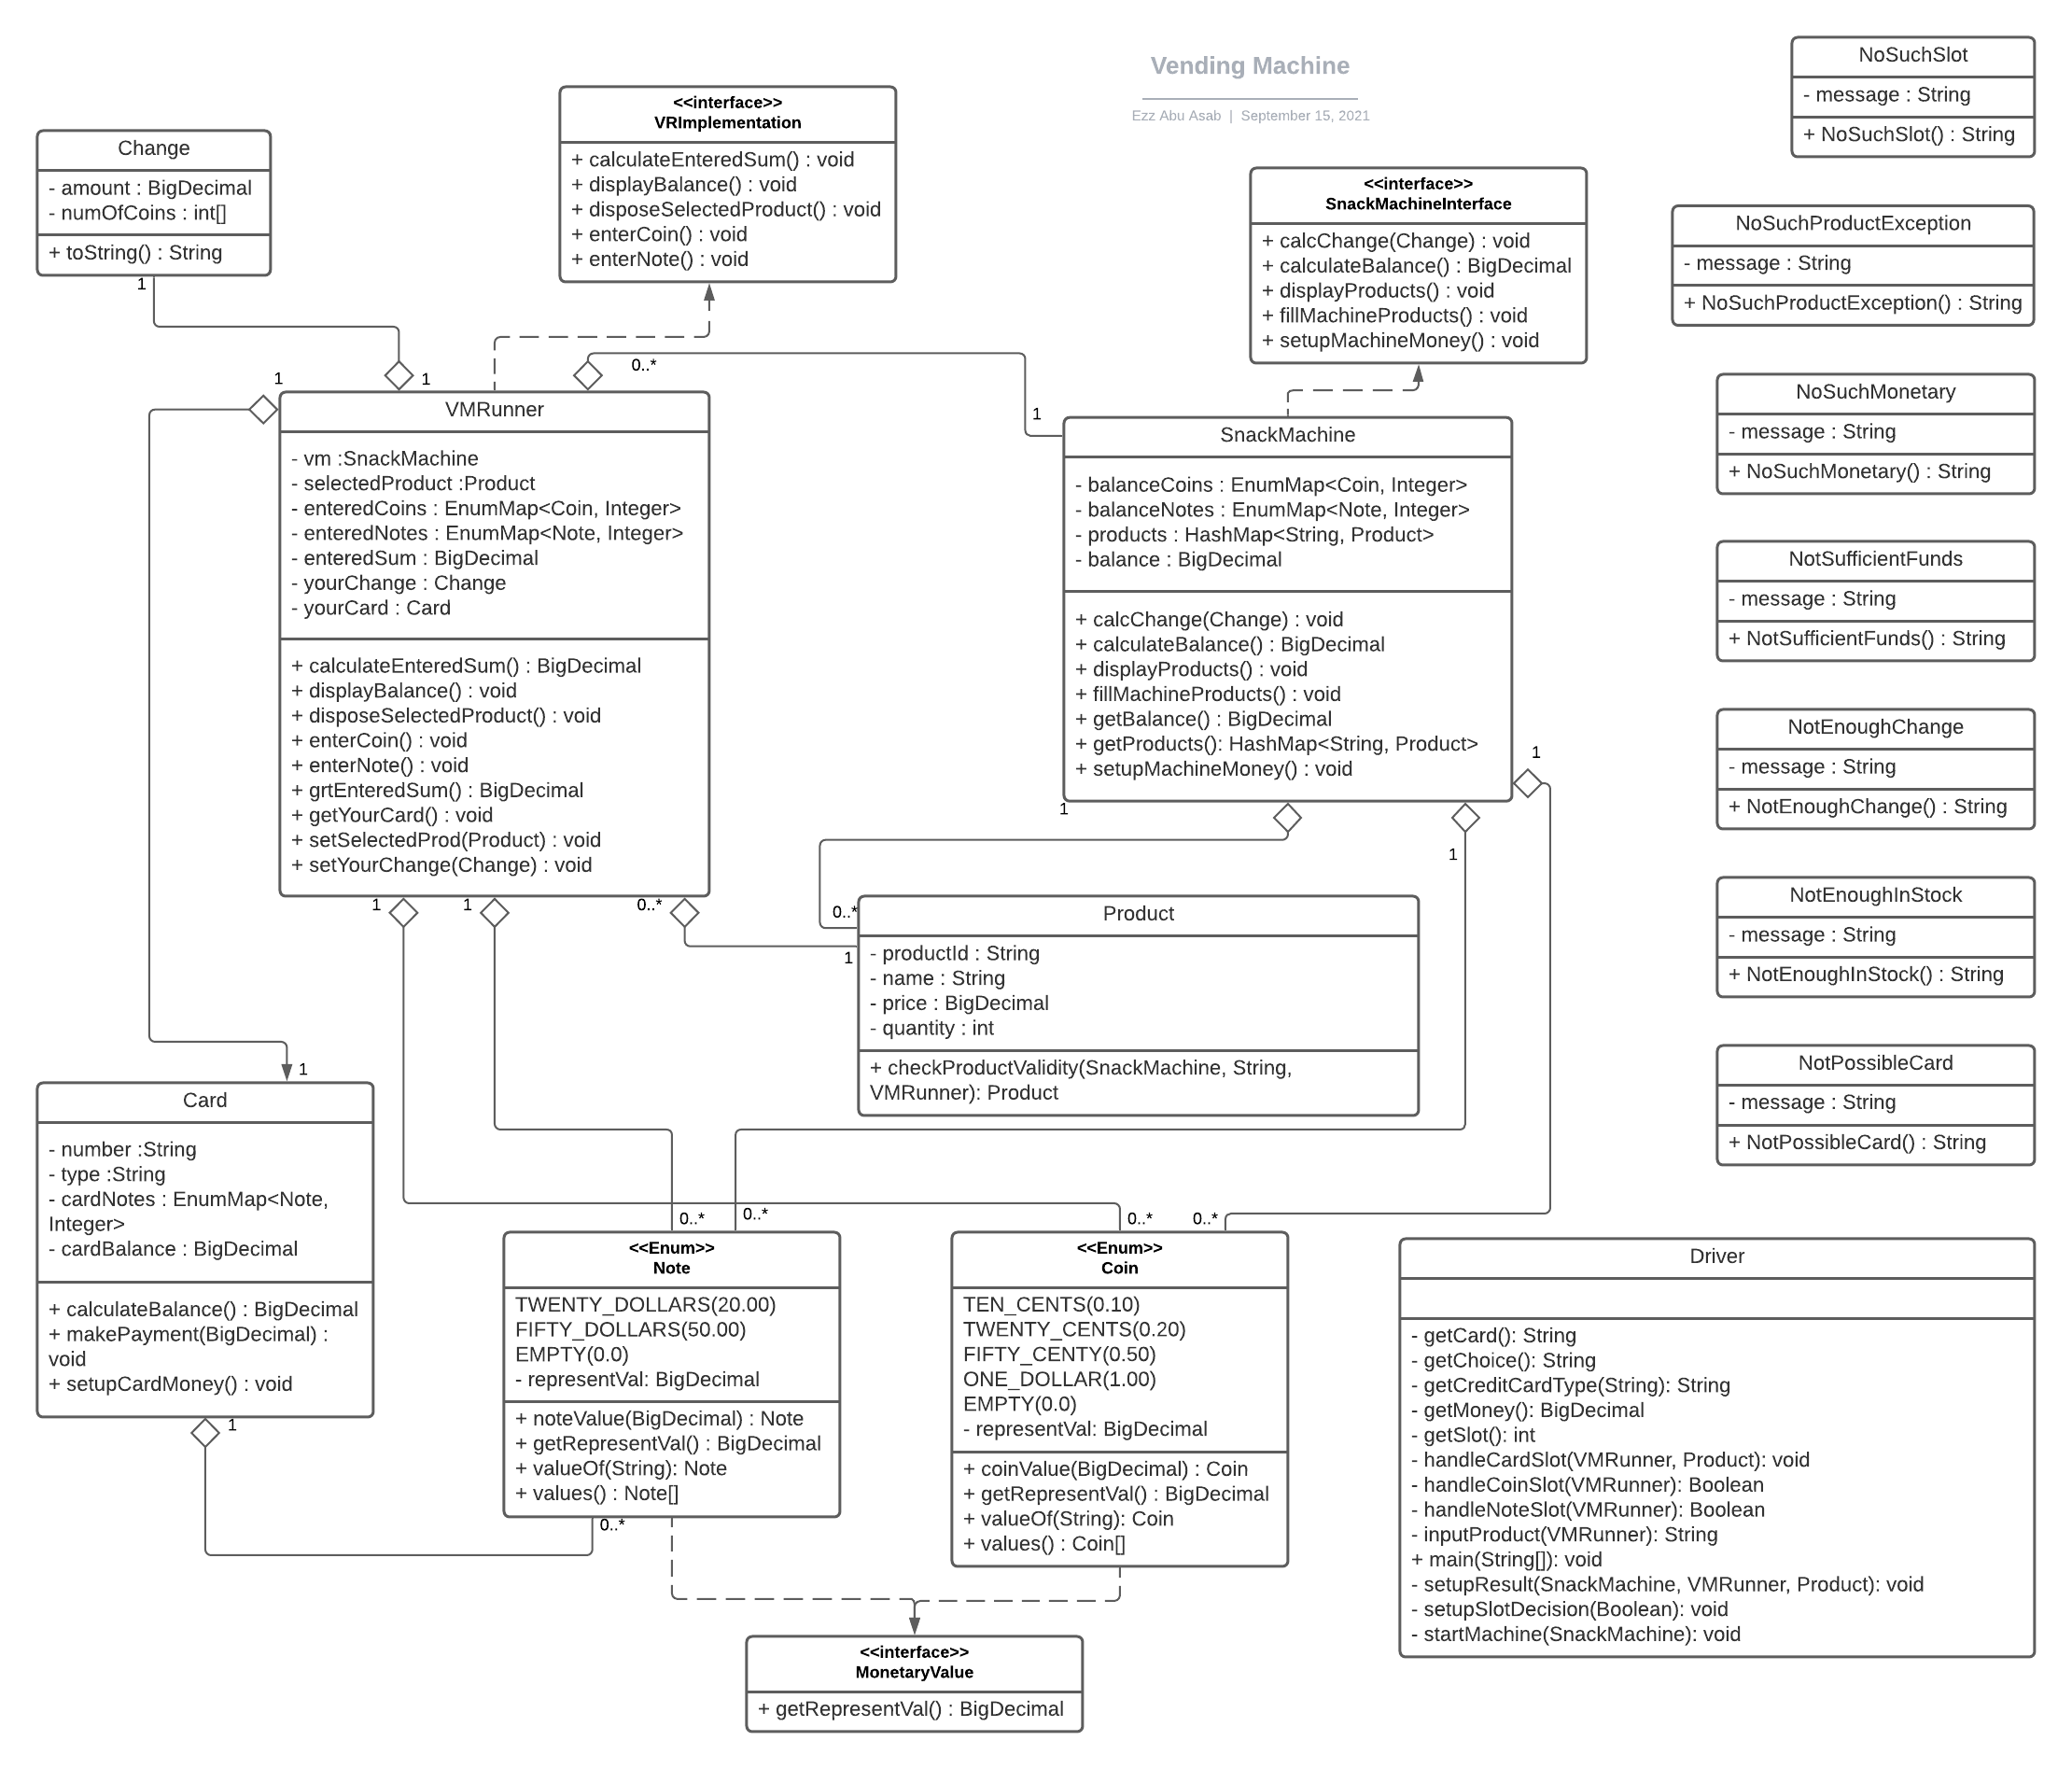 Vending Machine
Ezz Abu Asab | September 15, 2021
Change
- amount : BigDecimal
- numOfCoins : int[]
+ toString() : String
1
<<interface>>
VRImplementation
+ calculateEnteredSum() : void
+ displayBalance() : void
+ disposeSelectedProduct() : void
+ enterCoin() : void
+ enterNote() : void
<<interface>>
SnackMachineInterface
+ calcChange(Change) : void
+ calculateBalance() : BigDecimal
+ displayProducts() : void
+ fillMachineProducts() : void
+ setupMachineMoney() : void
NoSuchSlot
- message : String
+ NoSuchSlot() : String
NoSuchProductException
- message : String
+ NoSuchProductException() : String
NoSuchMonetary
- message : String
+ NoSuchMonetary() : String
NotSufficientFunds
- message : String
+ NotSufficientFunds() : String
NotEnoughChange
- message : String
+ NotEnoughChange() : String
NotEnoughInStock
- message : String
+ NotEnoughInStock() : String
NotPossibleCard
- message : String
+ NotPossibleCard() : String
1
1
0..*
1
VMRunner
- vm :SnackMachine
- selectedProduct :Product
- enteredCoins : EnumMap<Coin, Integer>
- enteredNotes : EnumMap<Note, Integer>
- enteredSum : BigDecimal
- yourChange : Change
- yourCard : Card
+ calculateEnteredSum() : BigDecimal
+ displayBalance() : void
+ disposeSelectedProduct() : void
+ enterCoin() : void
+ enterNote() : void
+ grtEnteredSum() : BigDecimal
+ getYourCard() : void
+ setSelectedProd(Product) : void
+ setYourChange(Change) : void
1
1
0..*
SnackMachine
- balanceCoins : EnumMap<Coin, Integer>
- balanceNotes : EnumMap<Note, Integer>
- products : HashMap<String, Product>
- balance : BigDecimal
+ calcChange(Change) : void
+ calculateBalance() : BigDecimal
+ displayProducts() : void
+ fillMachineProducts() : void
+ getBalance() : BigDecimal
+ getProducts(): HashMap<String, Product>
+ setupMachineMoney() : void
1
1
1
0..*
1
Product
- productId : String
- name : String
- price : BigDecimal
- quantity : int
+ checkProductValidity(SnackMachine, String,
VMRunner): Product
1
Card
- number :String
- type :String
- cardNotes : EnumMap<Note,
Integer>
- cardBalance : BigDecimal
+ calculateBalance() : BigDecimal
+ makePayment(BigDecimal) :
void
+ setupCardMoney() : void
1
0..*
0..*
<<Enum>>
Note
TWENTY_DOLLARS(20.00)
FIFTY_DOLLARS(50.00)
EMPTY(0.0)
- representVal: BigDecimal
+ noteValue(BigDecimal) : Note
+ getRepresentVal() : BigDecimal
+ valueOf(String): Note
+ values() : Note[]
0..*
0..*
0..*
<<Enum>>
Coin
TEN_CENTS(0.10)
TWENTY_CENTS(0.20)
FIFTY_CENTY(0.50)
ONE_DOLLAR(1.00)
EMPTY(0.0)
- representVal: BigDecimal
+ coinValue(BigDecimal) : Coin
+ getRepresentVal() : BigDecimal
+ valueOf(String): Coin
+ values() : Coin[]
<<interface>>
MonetaryValue
+ getRepresentVal() : BigDecimal
Driver
- getCard(): String
- getChoice(): String
- getCreditCardType(String): String
- getMoney(): BigDecimal
- getSlot(): int
- handleCardSlot(VMRunner, Product): void
- handleCoinSlot(VMRunner): Boolean
- handleNoteSlot(VMRunner): Boolean
- inputProduct(VMRunner): String
+ main(String[]): void
- setupResult(SnackMachine, VMRunner, Product): void
- setupSlotDecision(Boolean): void
- startMachine(SnackMachine): void